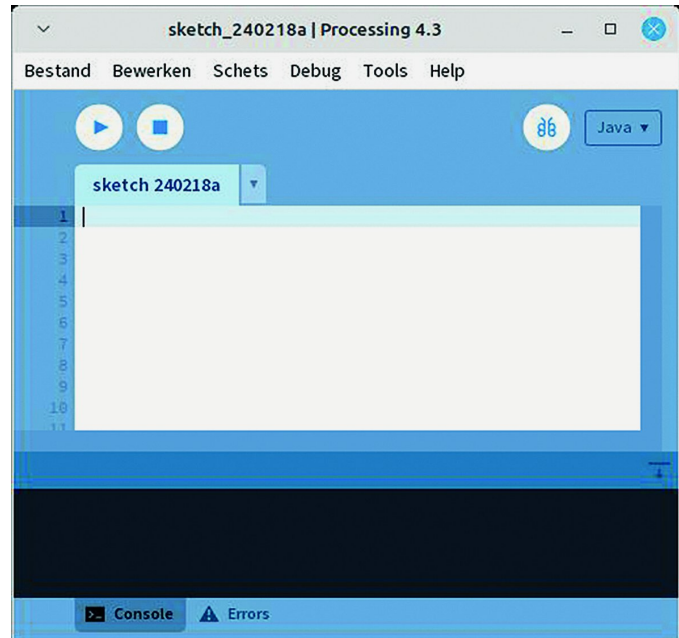 sketch_240218a | Processing 4.3
Bestand Bewerken Schets Debug Tools Help
Java
sketch 240218a
1
2
3
4
5
6
7
8
9
10
11
Console Errors